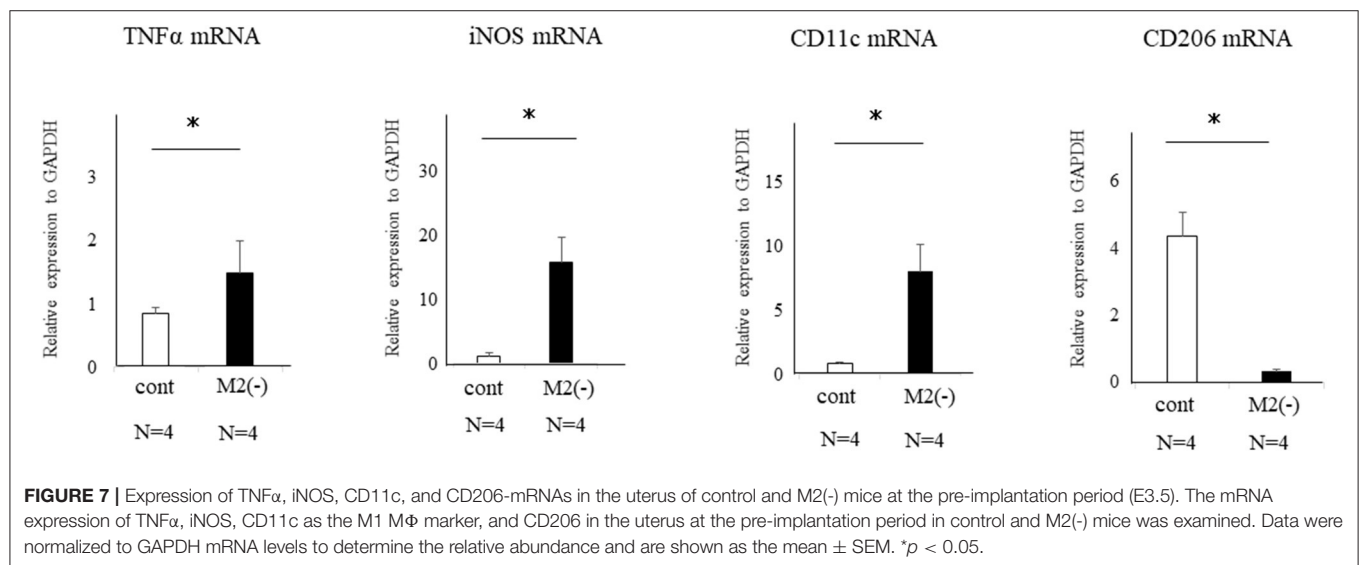 TNFα mRNA
iNOS mRNA
CD11c mRNA
CD206 mRNA
Relative expression to GAPDH
3
2
1
0
*
cont
M2(-)
N=4
N=4
Relative expression to GAPDH
30
20
10
0
*
cont
M2(-)
N=4
N=4
Relative expression to GAPDH
15
10
5
0
*
cont
M2(-)
N=4
N=4
Relative expression to GAPDH
6
4
2
0
*
cont
M2(-)
N=4
N=4
FIGURE 7 | Expression of TNFα, iNOS, CD11c, and CD206-mRNAs in the uterus of control and M2(-) mice at the pre-implantation period (E3.5). The mRNA
expression of TNFα, iNOS, CD11c as the M1 MΦ marker, and CD206 in the uterus at the pre-implantation period in control and M2(-) mice was examined. Data were
normalized to GAPDH mRNA levels to determine the relative abundance and are shown as the mean ± SEM. *p < 0.05.